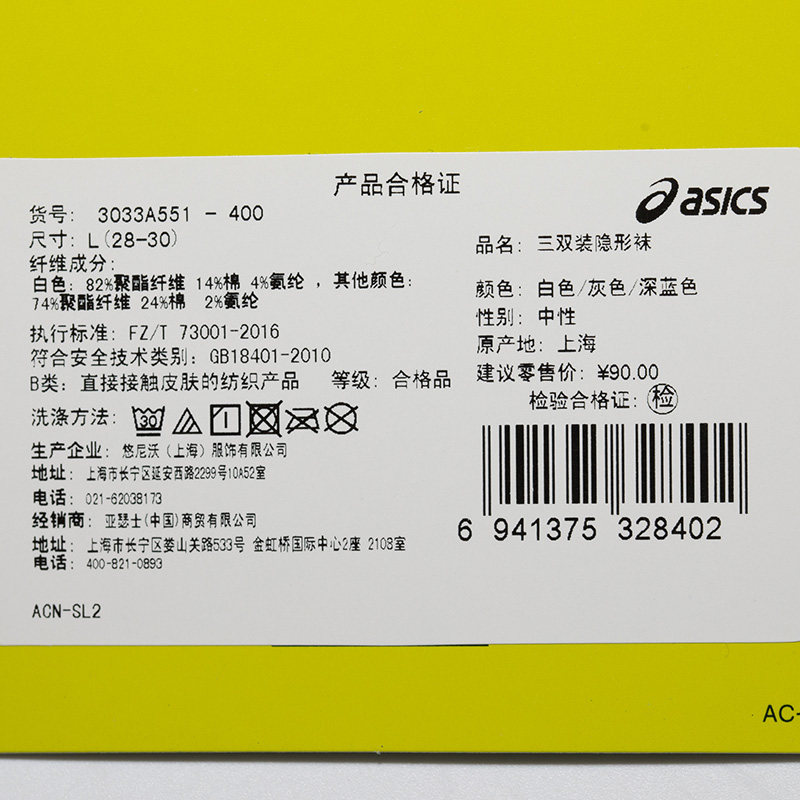 产品合格证
asics
货号: 3033A551 - 400
尺寸: L(28-30)
纤维成分:
白色: 82%聚酯纤维 14%棉 4%氨纶 , 其他颜色:
74%聚酯纤维 24%棉 2%氨纶
执行标准: FZ/T 73001-2016
符合安全技术类别: GB18401-2010
B类: 直接接触皮肤的纺织产品 等级: 合格品
洗涤方法: 30
生产企业: 悠尼沃(上海)服饰有限公司
地址: 上海市长宁区延安西路2299号10A52室
电话: 021-62038173
经销商: 亚瑟士(中国)商贸有限公司
地址: 上海市长宁区娄山关路533号 金虹桥国际中心2座 2108室
电话: 400-821-0893
ACN-SL2
品名: 三双装隐形袜
颜色: 白色/灰色/深蓝色
性别: 中性
原产地: 上海
建议零售价: ¥90.00
检验合格证: 检
6 941375 328402
AC-